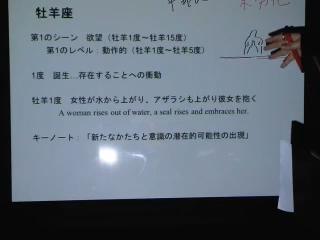 牡羊座
第1のシーン　欲望（牡羊1度〜牡羊15度）
第1のレベル：動作的（牡羊1度〜牡羊5度）
1度　誕生…存在することへの衝動
牡羊1度　女性が水から上がり、アザラシも上がり彼女を抱く
A woman rises out of water, a seal rises and embraces her.
キーノート：「新たなかたちと意識の潜在的可能性の出現」